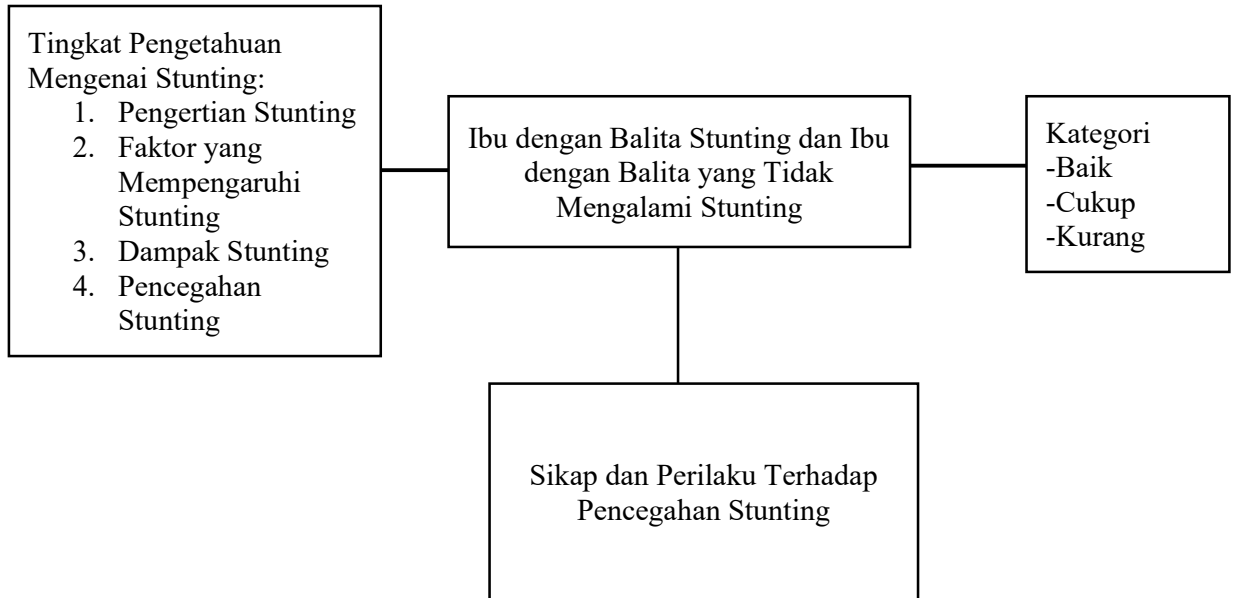 Tingkat Pengetahuan
Mengenai Stunting:
1. Pengertian Stunting
2. Faktor yang
Mempengaruhi
Stunting
3. Dampak Stunting
4. Pencegahan
Stunting
Ibu dengan Balita Stunting dan Ibu
dengan Balita yang Tidak
Mengalami Stunting
Kategori
-Baik
-Cukup
-Kurang
Sikap dan Perilaku Terhadap
Pencegahan Stunting